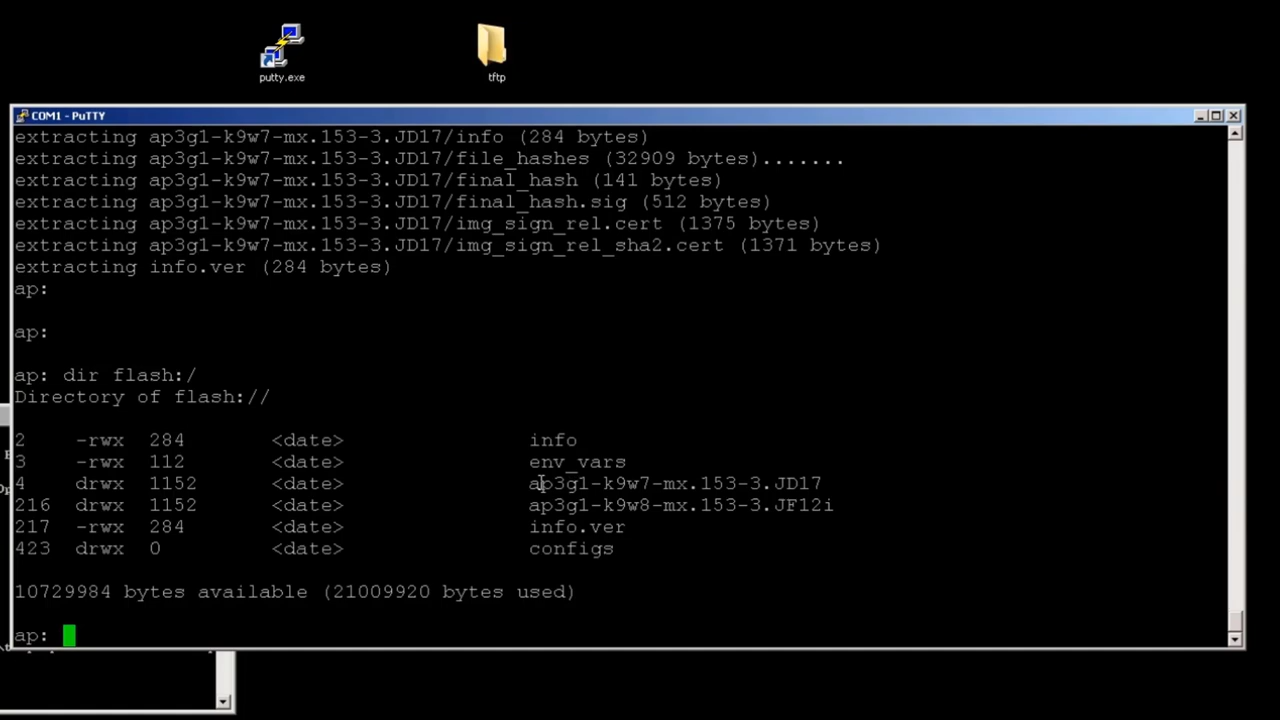 putty.exe
tftp
COM1 - PuTTY
extracting ap3g1-k9w7-mx.153-3.JD17/info (284 bytes)
extracting ap3g1-k9w7-mx.153-3.JD17/file_hashes (32909 bytes).......
extracting ap3g1-k9w7-mx.153-3.JD17/final_hash (141 bytes)
extracting ap3g1-k9w7-mx.153-3.JD17/final_hash.sig (512 bytes)
extracting ap3g1-k9w7-mx.153-3.JD17/img_sign_rel.cert (1375 bytes)
extracting ap3g1-k9w7-mx.153-3.JD17/img_sign_rel_sha2.cert (1371 bytes)
extracting info.ver (284 bytes)
ap:
ap:
ap: dir flash:/
Directory of flash://
2 -rwx 284 <date> info
3 -rwx 112 <date> env_vars
4 drwx 1152 <date> ap3g1-k9w7-mx.153-3.JD17
216 drwx 1152 <date> ap3g1-k9w8-mx.153-3.JF12i
217 -rwx 284 <date> info.ver
423 drwx 0 <date> configs
10729984 bytes available (21009920 bytes used)
ap: